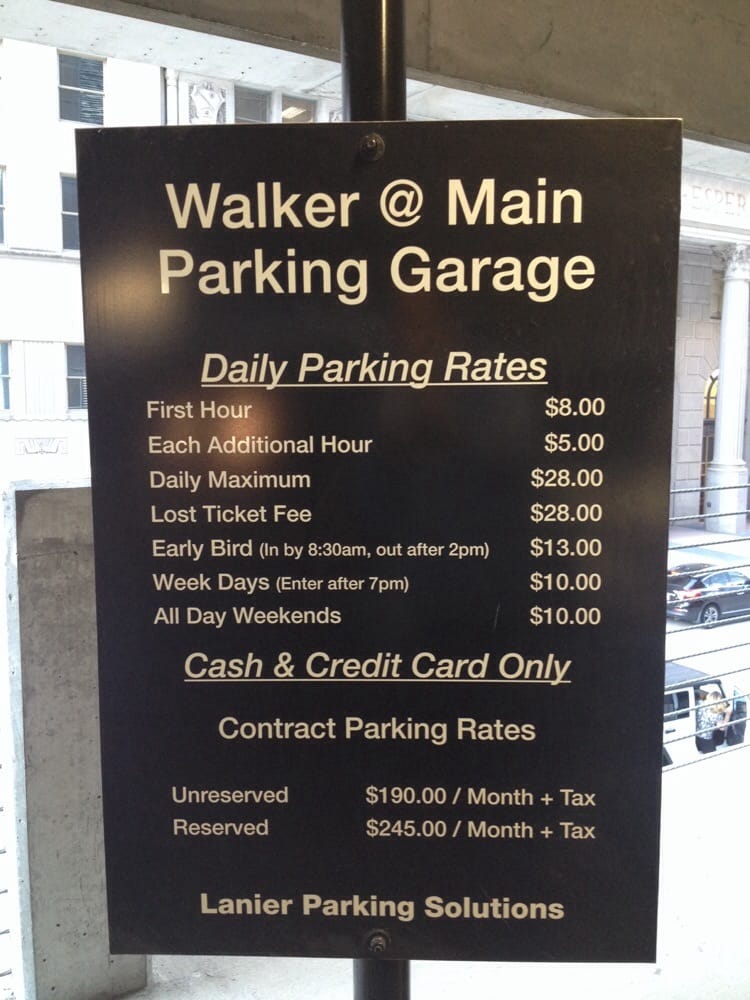 Walker @ Main
Parking Garage
Daily Parking Rates
First Hour $8.00
Each Additional Hour $5.00
Daily Maximum $28.00
Lost Ticket Fee $28.00
Early Bird (In by 8:30am, out after 2pm) $13.00
Week Days (Enter after 7pm) $10.00
All Day Weekends $10.00
Cash & Credit Card Only
Contract Parking Rates
Unreserved $190.00 / Month + Tax
Reserved $245.00 / Month + Tax
Lanier Parking Solutions